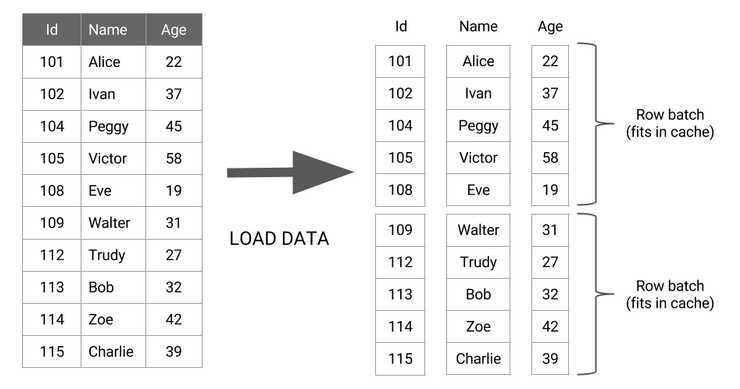 Id Name Age
101 Alice 22
102 Ivan 37
104 Peggy 45
105 Victor 58
108 Eve 19
109 Walter 31
112 Trudy 27
113 Bob 32
114 Zoe 42
115 Charlie 39
LOAD DATA
Id Name Age
101 Alice 22
102 Ivan 37
104 Peggy 45
105 Victor 58
108 Eve 19
Row batch
(fits in cache)
109 Walter 31
112 Trudy 27
113 Bob 32
114 Zoe 42
115 Charlie 39
Row batch
(fits in cache)